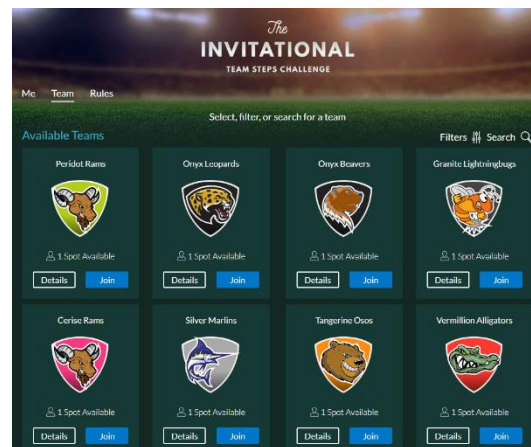 The
INVITATIONAL
TEAM STEPS CHALLENGE
Me Team Rules
Select, filter, or search for a team
Available Teams Filters Search
Peridot Rams Onyx Leopards Onyx Beavers Granite Lightningbugs
1 Spot Available 1 Spot Available 1 Spot Available 1 Spot Available
Details Join Details Join Details Join Details Join
Cerise Rams Silver Marlins Tangerine Osos Vermillion Alligators
1 Spot Available 1 Spot Available 1 Spot Available 1 Spot Available
Details Join Details Join Details Join Details Join